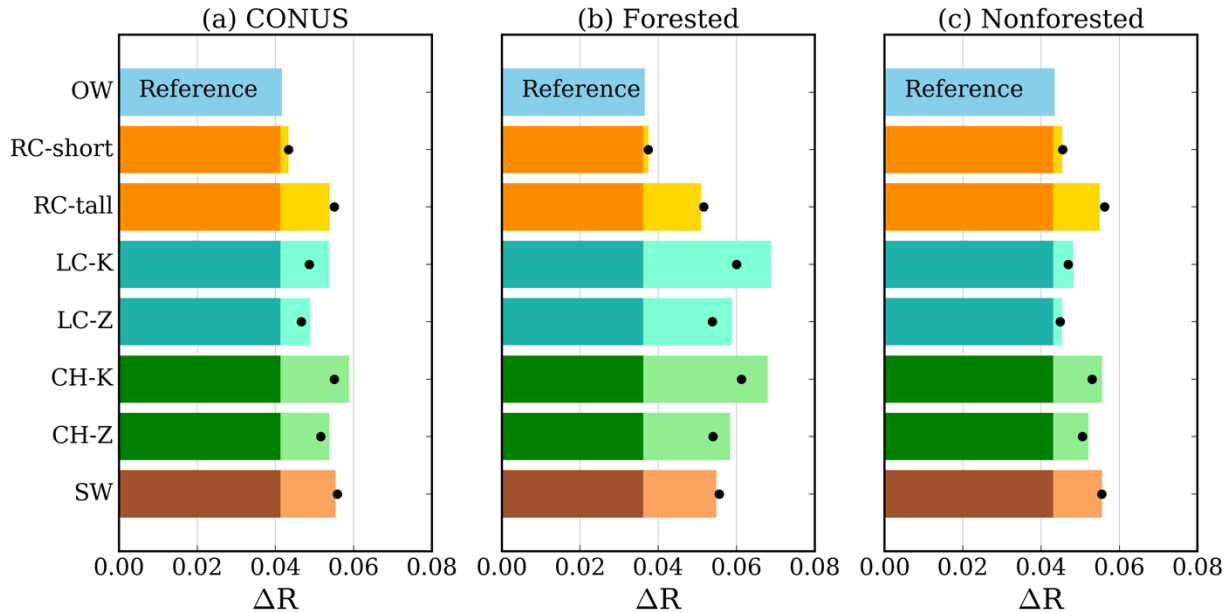 (a) CONUS (b) Forested (c) Nonforested
OW Reference Reference Reference
RC-short
RC-tall
LC-K
LC-Z
CH-K
CH-Z
SW
0.00 0.02 0.04 0.06 0.08 0.00 0.02 0.04 0.06 0.08 0.00 0.02 0.04 0.06 0.08
ΔR ΔR ΔR